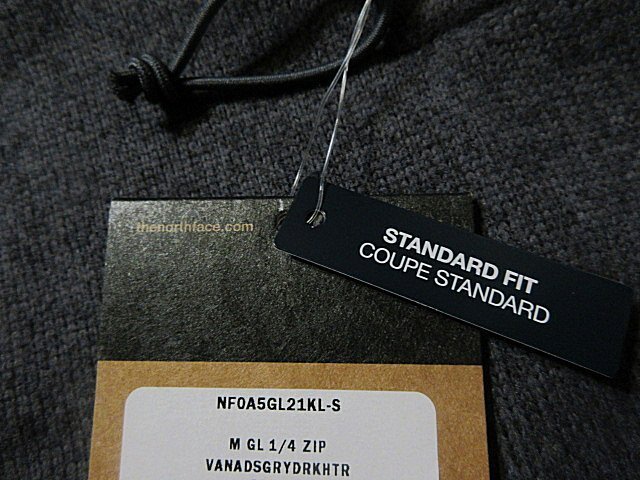 thenorthface.com
STANDARD FIT
COUPE STANDARD
NF0A5GL21KL-S
M GL 1/4 ZIP
VANADSGRYDRKHTR